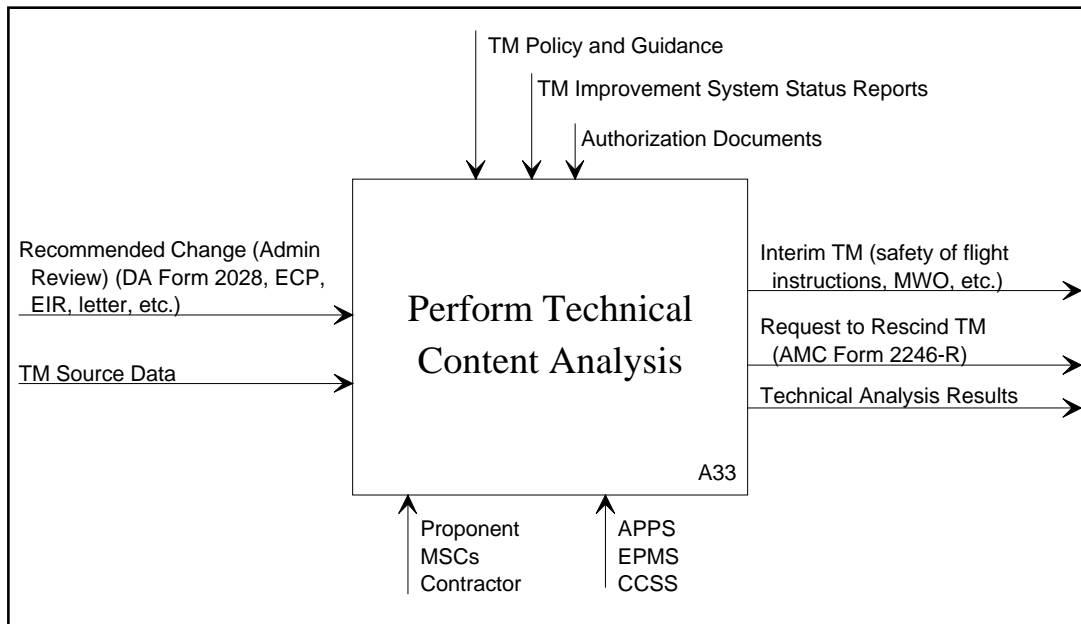 TM Policy and Guidance
TM Improvement System Status Reports
Authorization Documents
Recommended Change (Admin
Review) (DA Form 2028, ECP,
EIR, letter, etc.)
TM Source Data
Perform Technical
Content Analysis
A33
Interim TM (safety of flight
instructions, MWO, etc.)
Request to Rescind TM
(AMC Form 2246-R)
Technical Analysis Results
Proponent
MSCs
Contractor
APPS
EPMS
CCSS